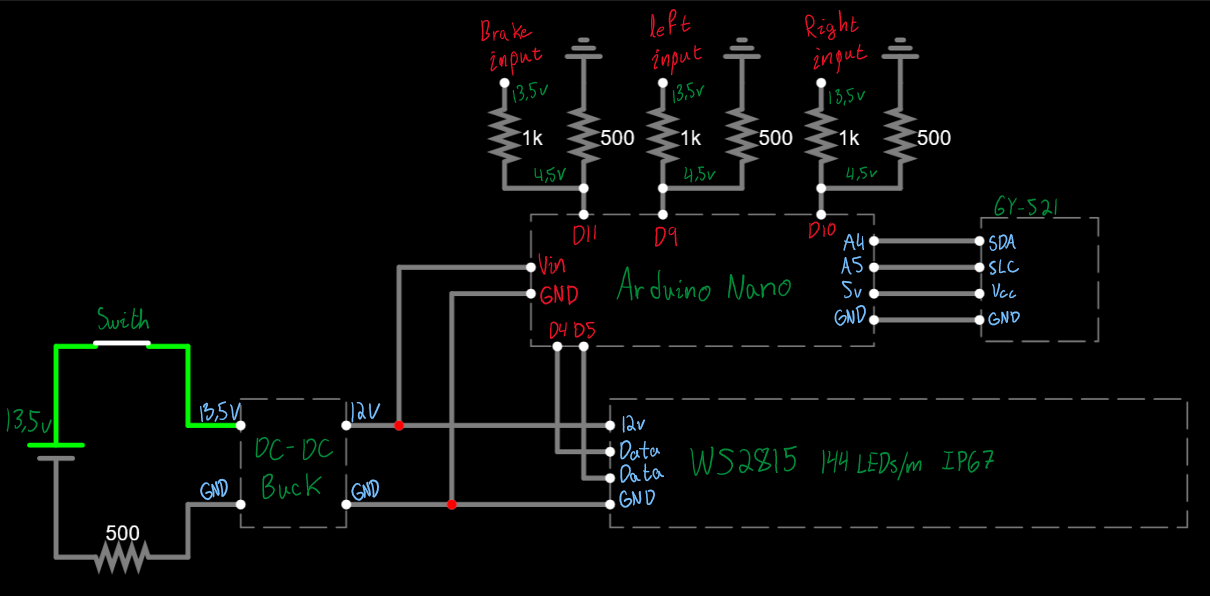 Brake input
left input
Right input
13,5v
13,5v
13,5v
1k
500
1k
500
1k
500
4,5v
4,5v
4,5v
D11
D9
D10
GY-521
A4
SDA
Vin
A5
SLC
Arduino Nano
GND
5v
Vcc
GND
GND
D4 D5
Swith
13,5v
13,5V
12V
12v
DC-DC
Buck
Data
Data
WS2815 144 LEDs/m IP67
GND
GND
GND
500